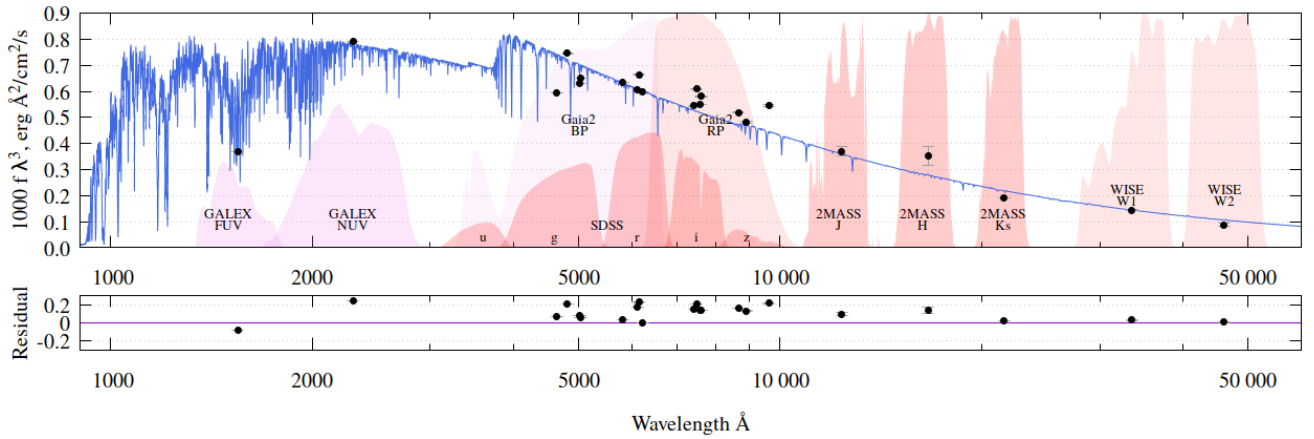 1000 f λ³, erg Å²/cm²/s
0.9
0.8
0.7
0.6
0.5
0.4
0.3
0.2
0.1
0.0
GALEX
FUV
GALEX
NUV
u
g
Gaia2
BP
SDSS
r
i
Gaia2
RP
z
2MASS
J
2MASS
H
2MASS
Ks
WISE
W1
WISE
W2
1000 2000 5000 10 000 50 000
Residual
0.2
0
-0.2
1000 2000 5000 10 000 50 000
Wavelength Å